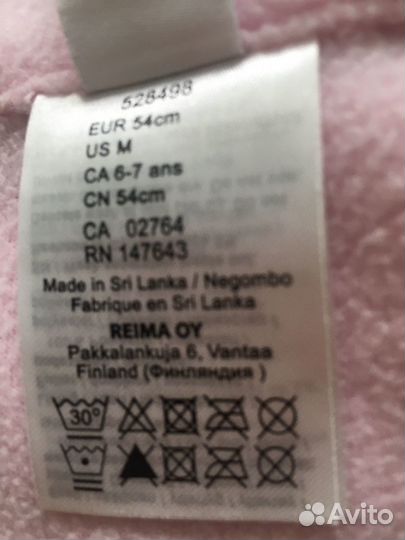 528498
EUR 54cm
US M
CA 6-7 ans
CN 54cm
CA 02764
RN 147643
Made in Sri Lanka / Negombo
Fabrique en Sri Lanka
REIMA OY
Pakkalankuja 6, Vantaa
Finland (Финляндия )
30°
Avito